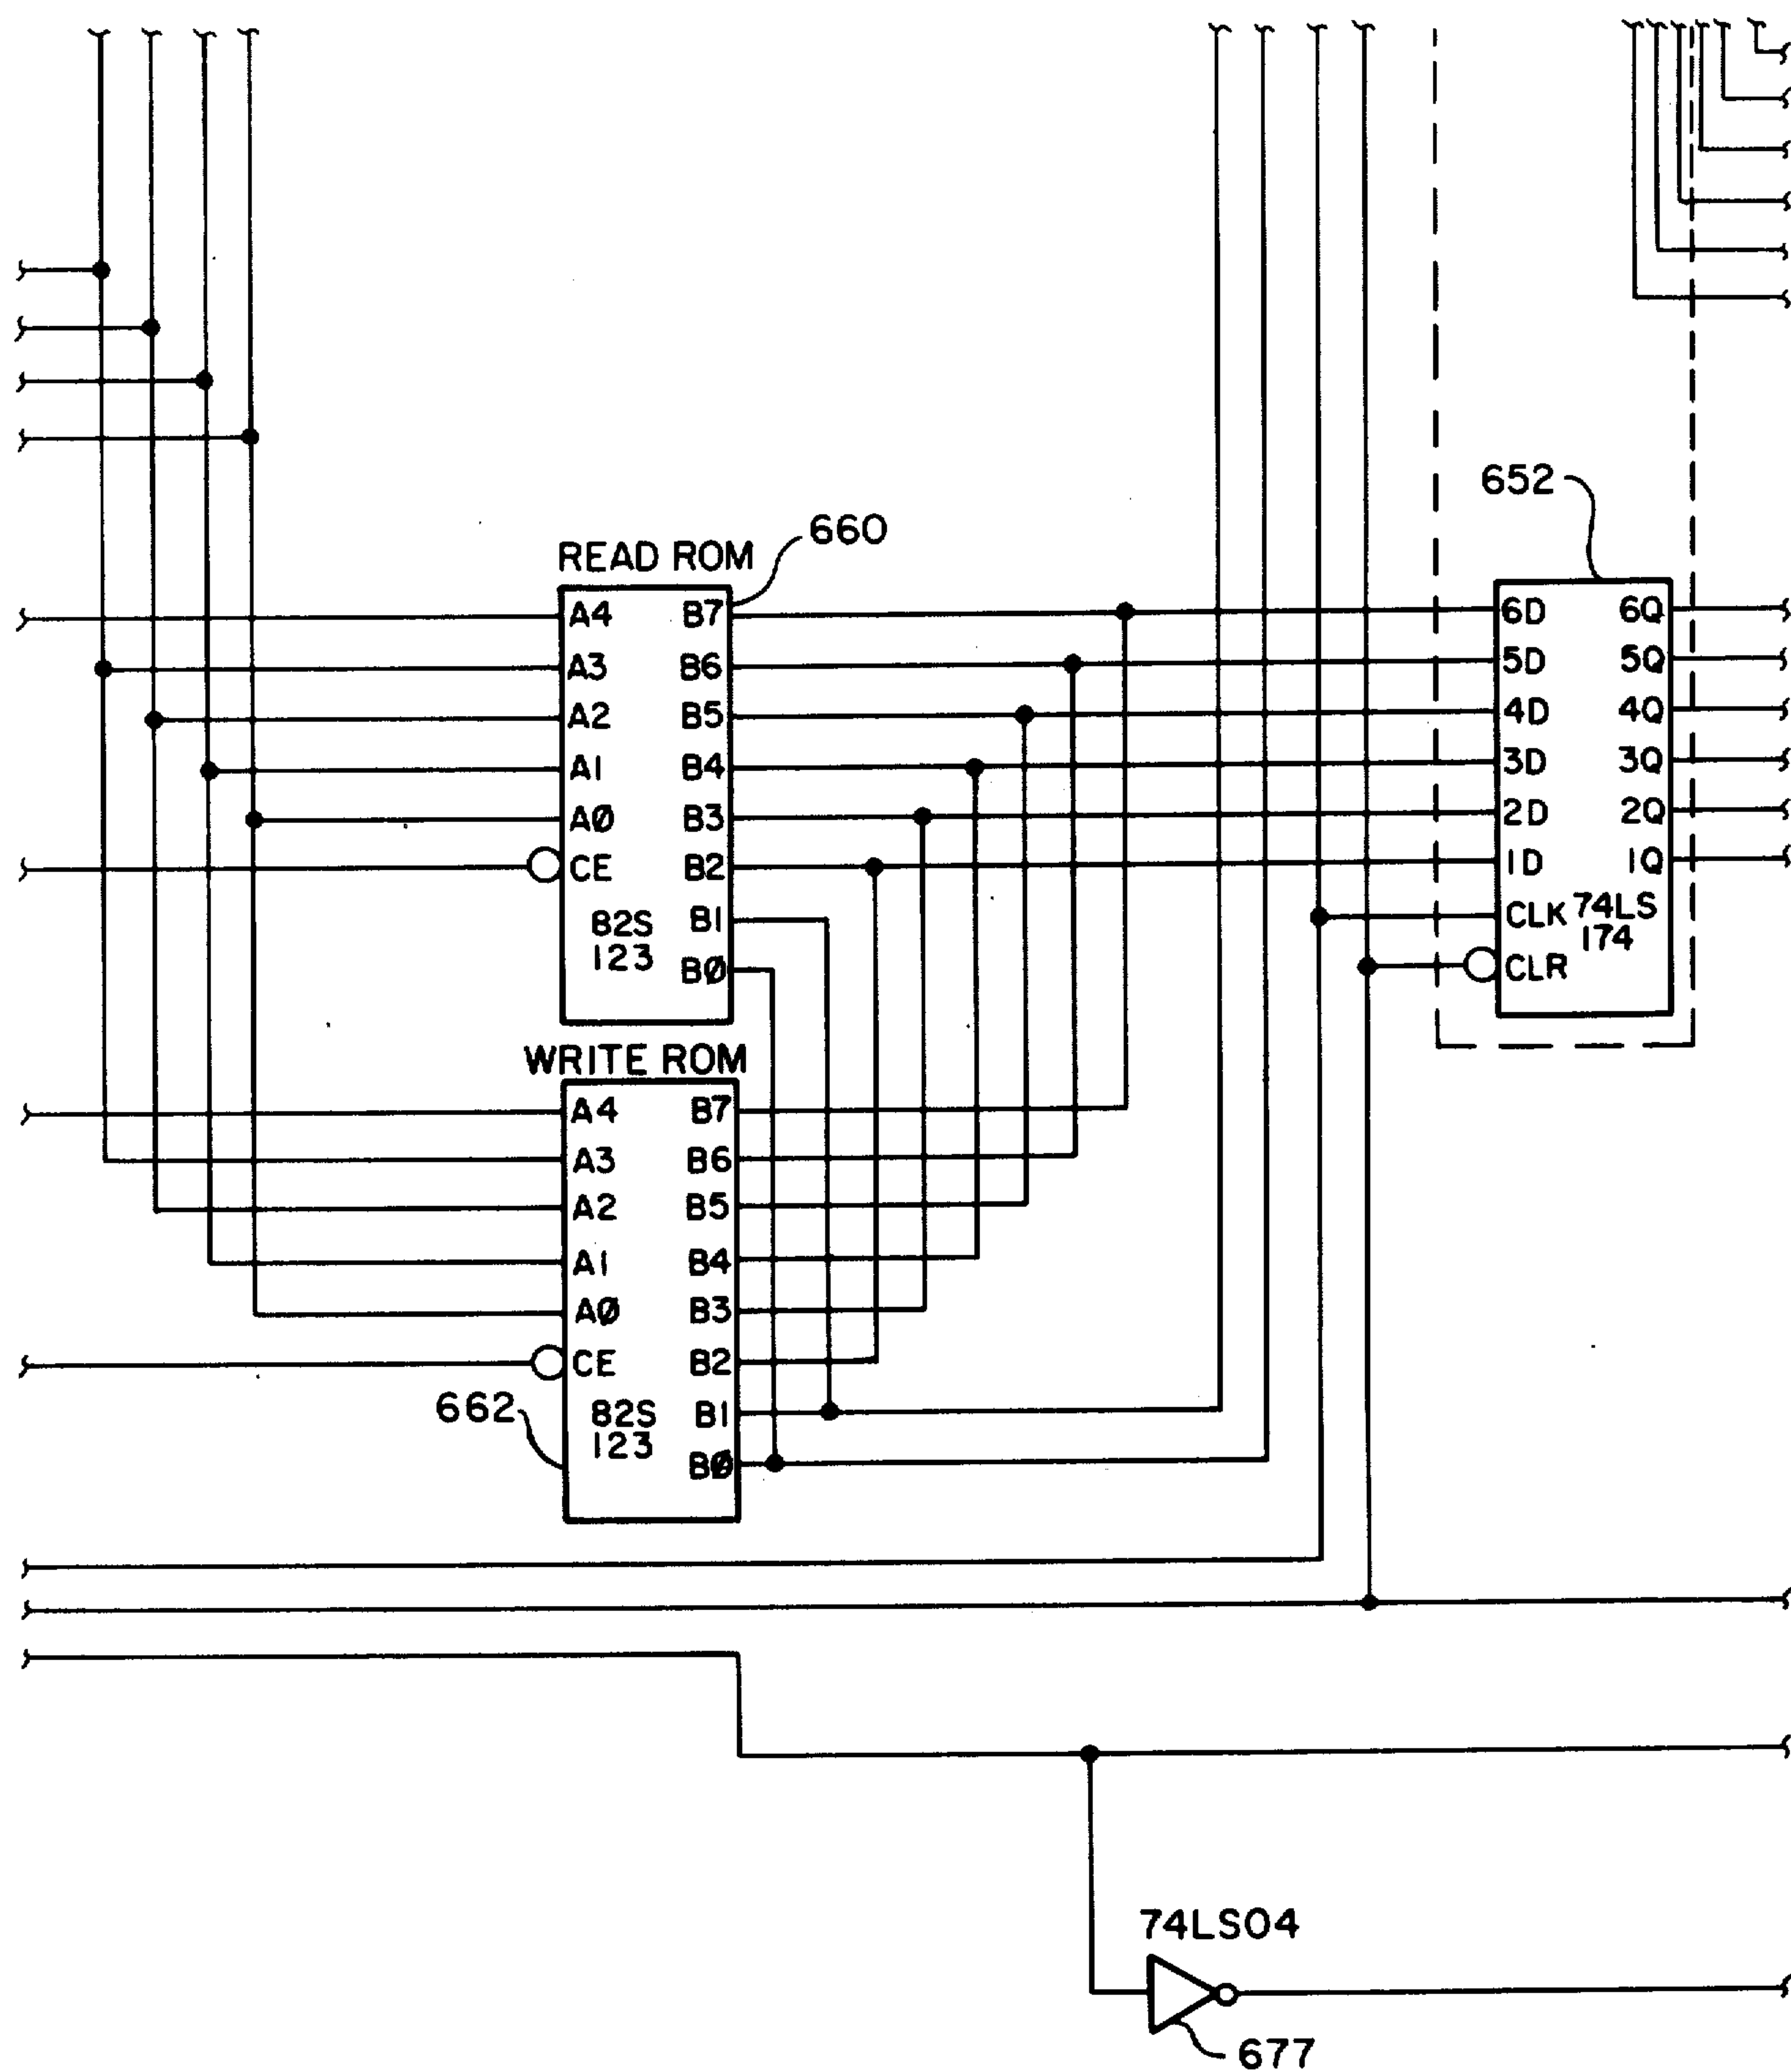 652
READ ROM
660
A4 B7
A3 B6
A2 B5
A1 B4
AØ B3
CE B2
82S B1
123
BØ
6D 6Q
5D 5Q
4D 4Q
3D 3Q
2D 2Q
1D 1Q
CLK 74LS
174
CLR
WRITE ROM
A4 B7
A3 B6
A2 B5
A1 B4
AØ B3
CE B2
662
82S B1
123
BØ
74LS04
677